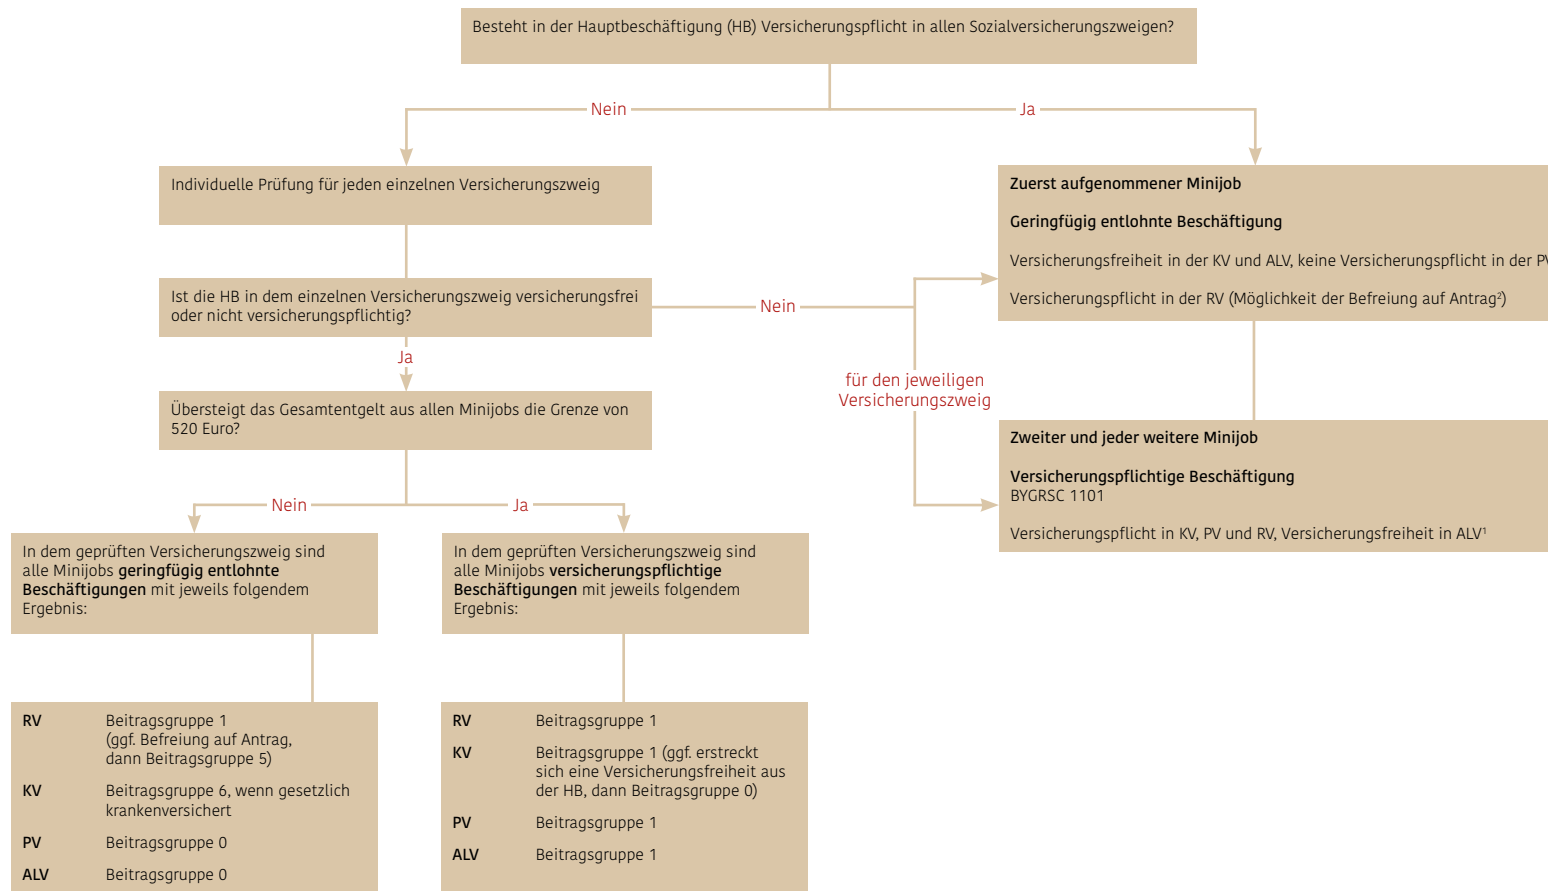 Besteht in der Hauptbeschäftigung (HB) Versicherungspflicht in allen Sozialversicherungszweigen?
Nein
Ja
Individuelle Prüfung für jeden einzelnen Versicherungszweig
Zuerst aufgenommener Minijob
Geringfügig entlohnte Beschäftigung
Versicherungsfreiheit in der KV und ALV, keine Versicherungspflicht in der PV
Versicherungspflicht in der RV (Möglichkeit der Befreiung auf Antrag²)
Ist die HB in dem einzelnen Versicherungszweig versicherungsfrei
oder nicht versicherungspflichtig?
Nein
Ja
für den jeweiligen
Versicherungszweig
Übersteigt das Gesamtentgelt aus allen Minijobs die Grenze von
520 Euro?
Zweiter und jeder weitere Minijob
Versicherungspflichtige Beschäftigung
BYGRSC 1101
Versicherungspflicht in KV, PV und RV, Versicherungsfreiheit in ALV¹
Nein
Ja
In dem geprüften Versicherungszweig sind
alle Minijobs geringfügig entlohnte
Beschäftigungen mit jeweils folgendem
Ergebnis:
In dem geprüften Versicherungszweig sind
alle Minijobs versicherungspflichtige
Beschäftigungen mit jeweils folgendem
Ergebnis:
RV Beitragsgruppe 1
(ggf. Befreiung auf Antrag,
dann Beitragsgruppe 5)
KV Beitragsgruppe 6, wenn gesetzlich
krankenversichert
PV Beitragsgruppe 0
ALV Beitragsgruppe 0
RV Beitragsgruppe 1
KV Beitragsgruppe 1 (ggf. erstreckt
sich eine Versicherungsfreiheit aus
der HB, dann Beitragsgruppe 0)
PV Beitragsgruppe 1
ALV Beitragsgruppe 1